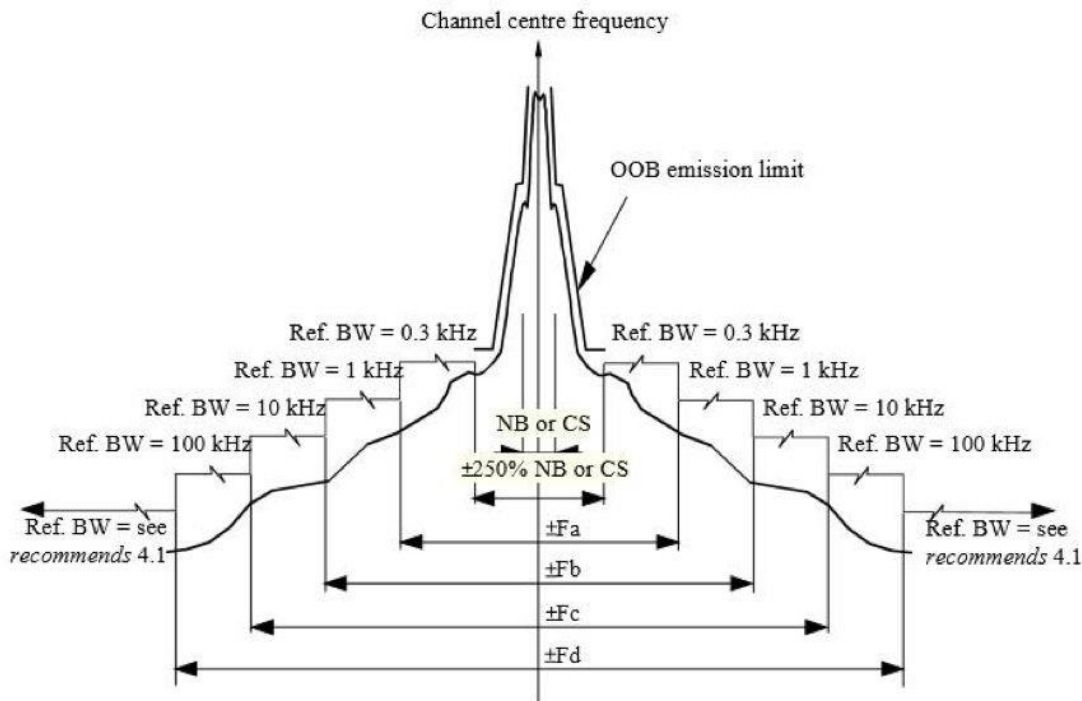 Channel centre frequency
OOB emission limit
Ref. BW = 0.3 kHz
Ref. BW = 0.3 kHz
Ref. BW = 1 kHz
Ref. BW = 1 kHz
Ref. BW = 10 kHz
Ref. BW = 10 kHz
NB or CS
Ref. BW = 100 kHz
Ref. BW = 100 kHz
±250% NB or CS
Ref. BW = see
recommends 4.1
Ref. BW = see
recommends 4.1
±Fa
±Fb
±Fc
±Fd